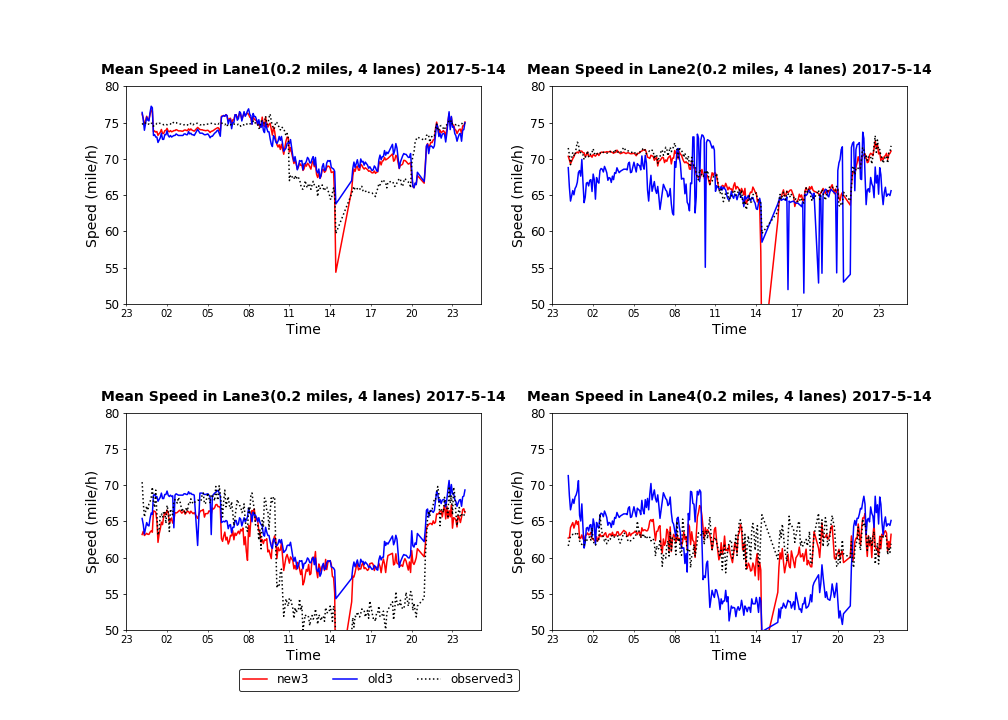 Mean Speed in Lane1(0.2 miles, 4 lanes) 2017-5-14
80
75
70
65
60
55
50
Speed (mile/h)
23 02 05 08 11 14 17 20 23
Time
Mean Speed in Lane2(0.2 miles, 4 lanes) 2017-5-14
80
75
70
65
60
55
50
Speed (mile/h)
23 02 05 08 11 14 17 20 23
Time
Mean Speed in Lane3(0.2 miles, 4 lanes) 2017-5-14
80
75
70
65
60
55
50
Speed (mile/h)
23 02 05 08 11 14 17 20 23
Time
Mean Speed in Lane4(0.2 miles, 4 lanes) 2017-5-14
80
75
70
65
60
55
50
Speed (mile/h)
23 02 05 08 11 14 17 20 23
Time
new3 old3 observed3